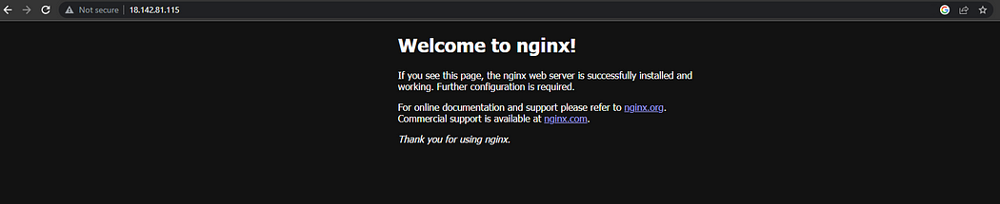 Not secure 18.142.81.115
Welcome to nginx!
If you see this page, the nginx web server is successfully installed and
working. Further configuration is required.
For online documentation and support please refer to nginx.org.
Commercial support is available at nginx.com.
Thank you for using nginx.